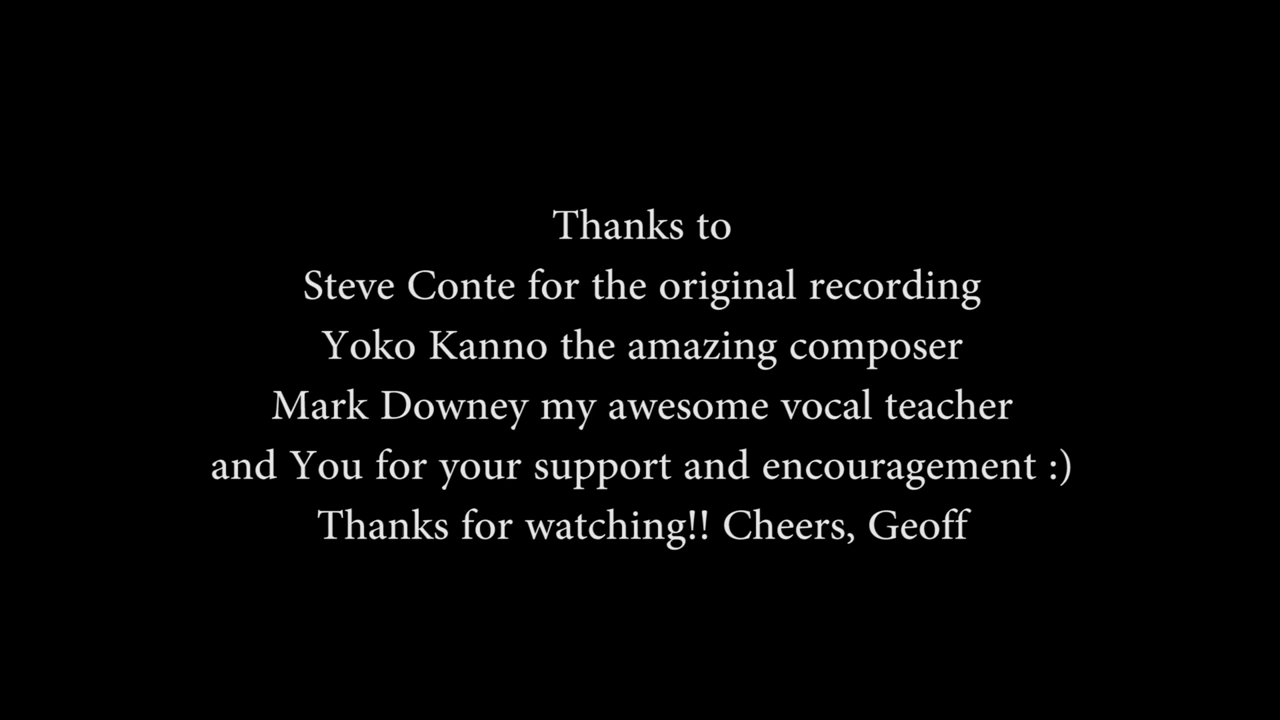 Thanks to
Steve Conte for the original recording
Yoko Kanno the amazing composer
Mark Downey my awesome vocal teacher
and You for your support and encouragement :)
Thanks for watching!! Cheers, Geoff